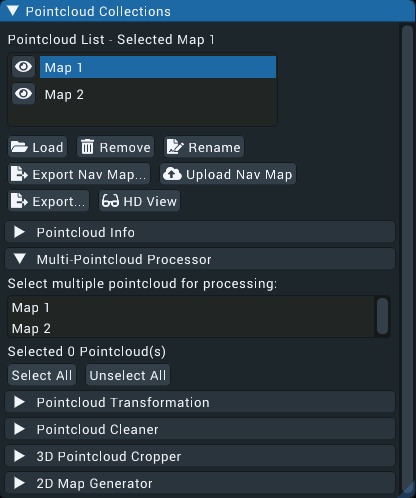 Pointcloud Collections
Pointcloud List - Selected Map 1
Map 1
Map 2
Load Remove Rename
Export Nav Map... Upload Nav Map
Export... HD View
Pointcloud Info
Multi-Pointcloud Processor
Select multiple pointcloud for processing:
Map 1
Map 2
Selected 0 Pointcloud(s)
Select All Unselect All
Pointcloud Transformation
Pointcloud Cleaner
3D Pointcloud Cropper
2D Map Generator